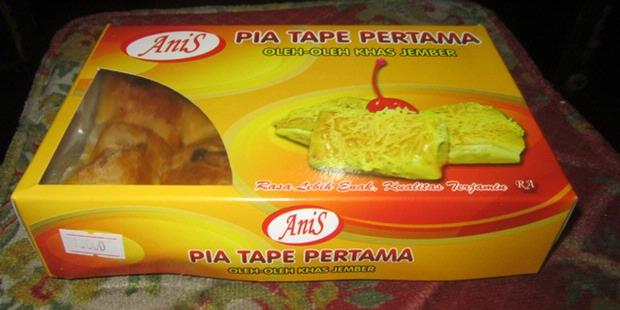 AniS
PIA TAPE PERTAMA
OLEH-OLEH KHAS JEMBER
Rasa Lebih Enak, Kualitas Terjamin RA
AniS
PIA TAPE PERTAMA
OLEH-OLEH KHAS JEMBER